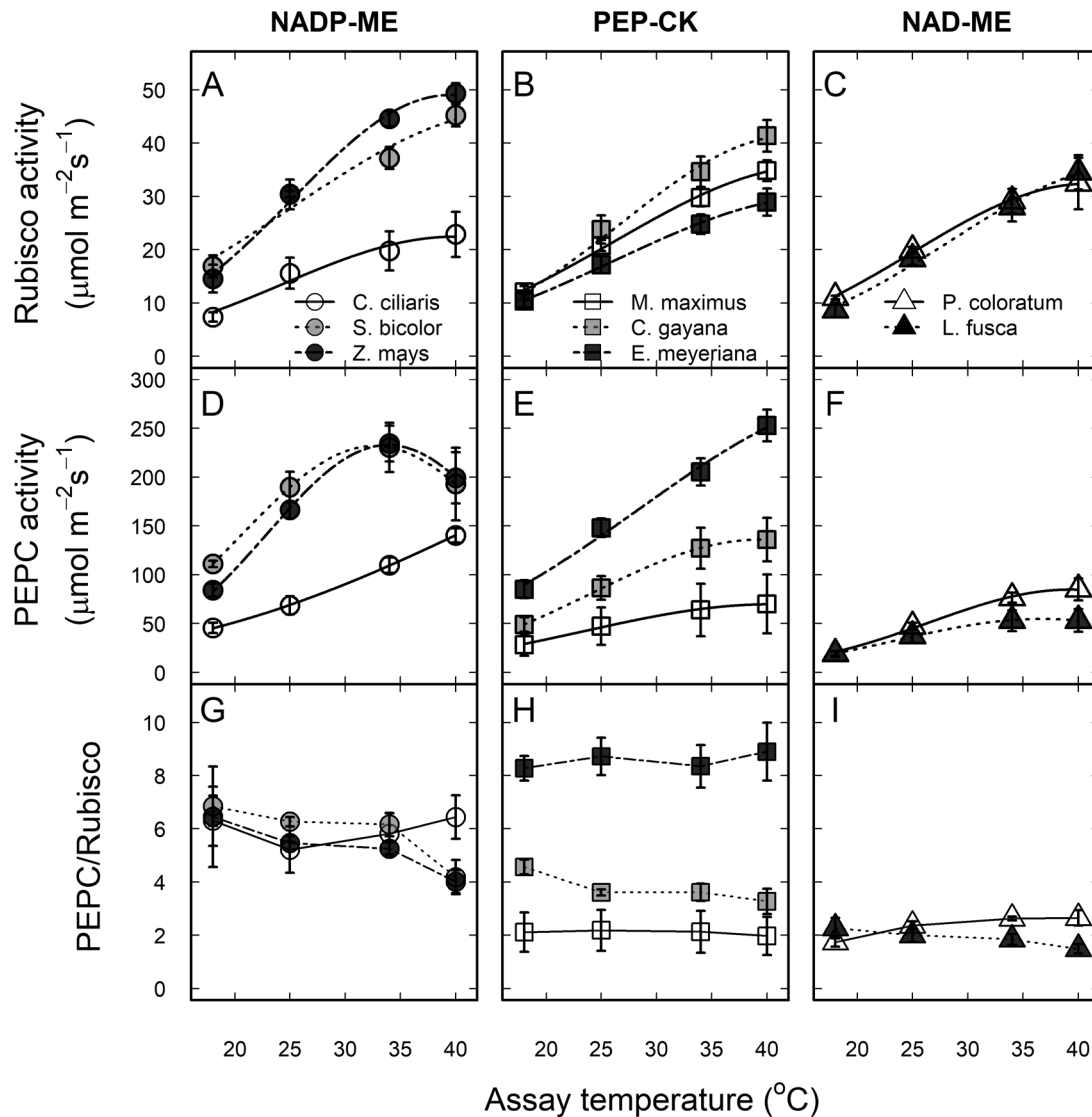 NADP-ME PEP-CK NAD-ME
Rubisco activity
(μmol m−2s−1)
50
40
30
20
10
0
A
C. ciliaris
S. bicolor
Z. mays
B
M. maximus
C. gayana
E. meyeriana
C
P. coloratum
L. fusca
PEPC activity
(μmol m−2s−1)
300
250
200
150
100
50
0
D
E
F
PEPC/Rubisco
10
8
6
4
2
0
G
H
I
20 25 30 35 40 20 25 30 35 40 20 25 30 35 40
Assay temperature (oC)